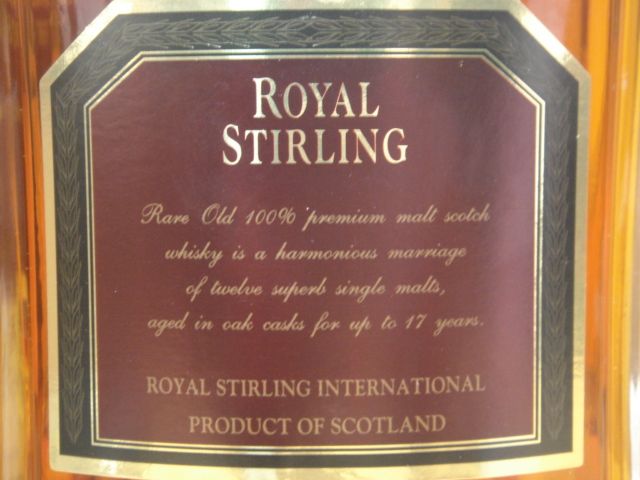 ROYAL
STIRLING
Rare Old 100% premium malt scotch
whisky is a harmonious marriage
of twelve superb single malts,
aged in oak casks for up to 17 years.
ROYAL STIRLING INTERNATIONAL
PRODUCT OF SCOTLAND